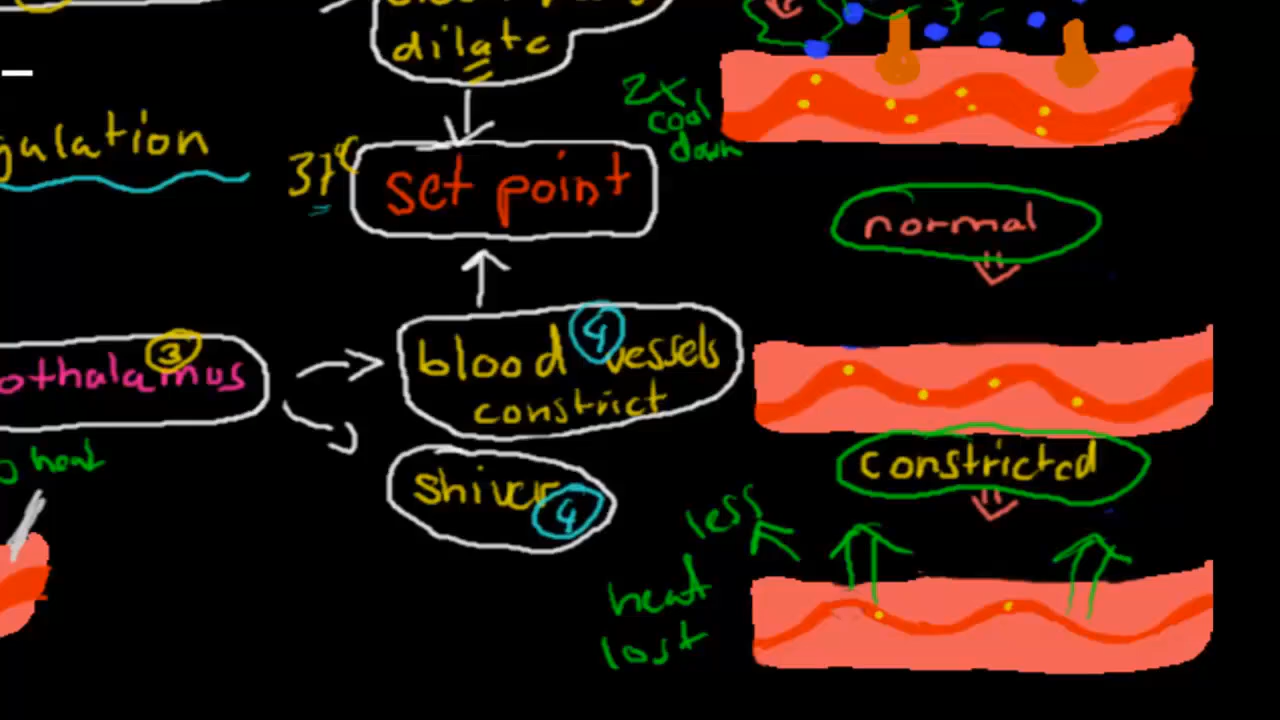 dilate
2x
cool
down
gulation
37°C
set point
normal
othalamus
3
blood vessels
4
constrict
constricted
heat
shiver
4
less
heat
lost